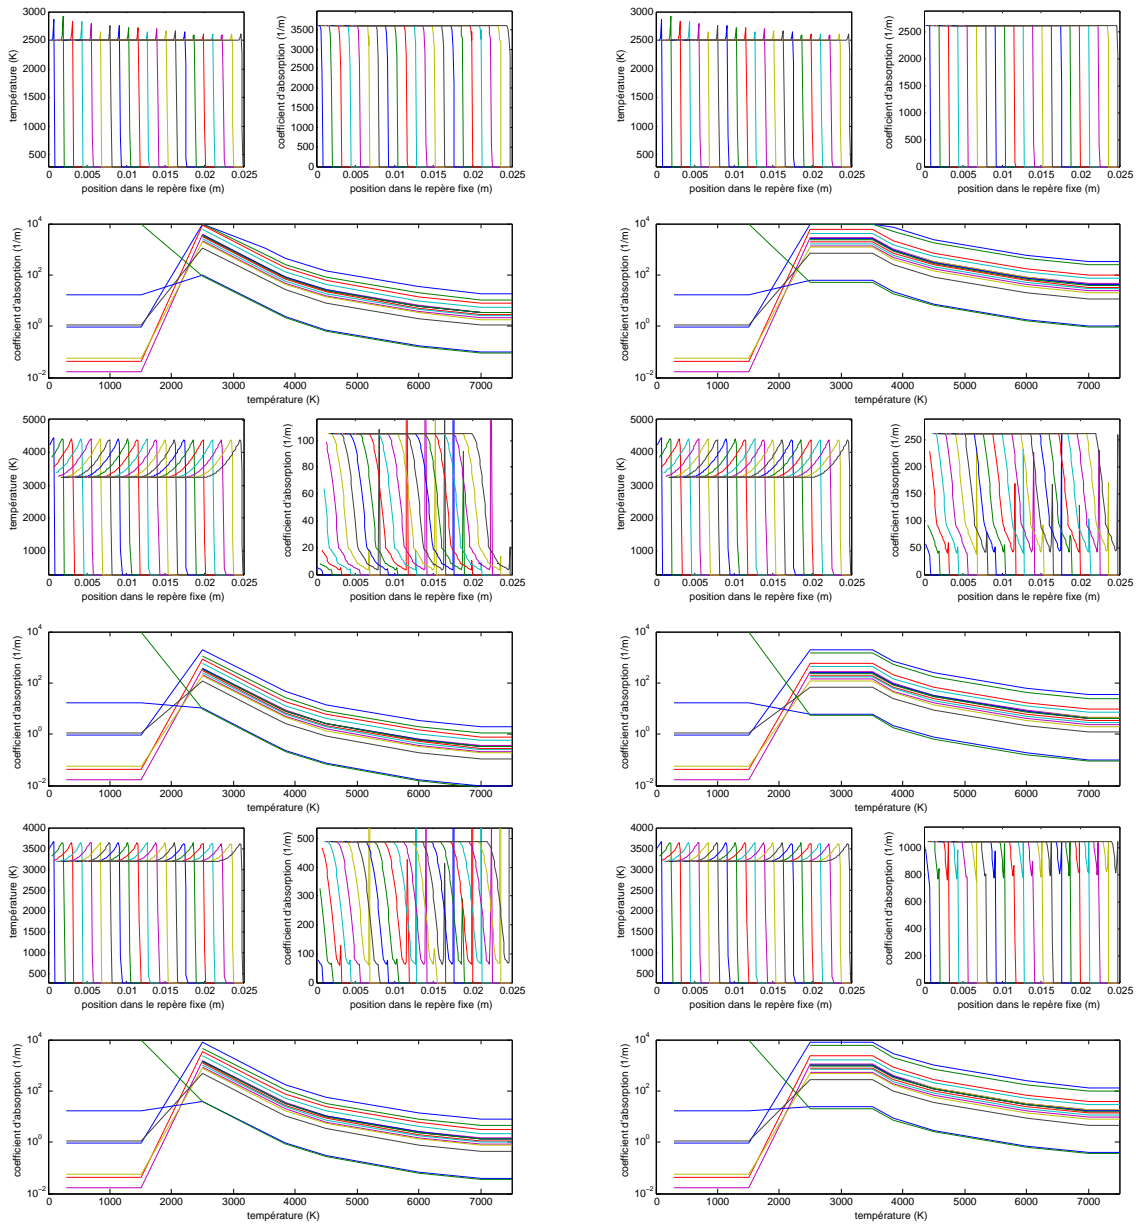 température (K)
3000
2500
2000
1500
1000
500
0 0.005 0.01 0.015 0.02 0.025
position dans le repère fixe (m)
coefficient d'absorption (1/m)
3500
3000
2500
2000
1500
1000
500
0
0 0.005 0.01 0.015 0.02 0.025
position dans le repère fixe (m)
température (K)
3000
2500
2000
1500
1000
500
0 0.005 0.01 0.015 0.02 0.025
position dans le repère fixe (m)
coefficient d'absorption (1/m)
2500
2000
1500
1000
500
0
0 0.005 0.01 0.015 0.02 0.025
position dans le repère fixe (m)
coefficient d'absorption (1/m)
10^4
10^2
10^0
10^−2
0 1000 2000 3000 4000 5000 6000 7000
température (K)
coefficient d'absorption (1/m)
10^4
10^2
10^0
10^−2
0 1000 2000 3000 4000 5000 6000 7000
température (K)
température (K)
5000
4000
3000
2000
1000
0 0.005 0.01 0.015 0.02 0.025
position dans le repère fixe (m)
coefficient d'absorption (1/m)
100
80
60
40
20
0
0 0.005 0.01 0.015 0.02 0.025
position dans le repère fixe (m)
température (K)
5000
4000
3000
2000
1000
0 0.005 0.01 0.015 0.02 0.025
position dans le repère fixe (m)
coefficient d'absorption (1/m)
250
200
150
100
50
0
0 0.005 0.01 0.015 0.02 0.025
position dans le repère fixe (m)
coefficient d'absorption (1/m)
10^4
10^2
10^0
10^−2
0 1000 2000 3000 4000 5000 6000 7000
température (K)
coefficient d'absorption (1/m)
10^4
10^2
10^0
10^−2
0 1000 2000 3000 4000 5000 6000 7000
température (K)
température (K)
4000
3500
3000
2500
2000
1500
1000
500
0 0.005 0.01 0.015 0.02 0.025
position dans le repère fixe (m)
coefficient d'absorption (1/m)
500
400
300
200
100
0
0 0.005 0.01 0.015 0.02 0.025
position dans le repère fixe (m)
température (K)
4000
3500
3000
2500
2000
1500
1000
500
0 0.005 0.01 0.015 0.02 0.025
position dans le repère fixe (m)
coefficient d'absorption (1/m)
1000
800
600
400
200
0
0 0.005 0.01 0.015 0.02 0.025
position dans le repère fixe (m)
coefficient d'absorption (1/m)
10^4
10^2
10^0
10^−2
0 1000 2000 3000 4000 5000 6000 7000
température (K)
coefficient d'absorption (1/m)
10^4
10^2
10^0
10^−2
0 1000 2000 3000 4000 5000 6000 7000
température (K)